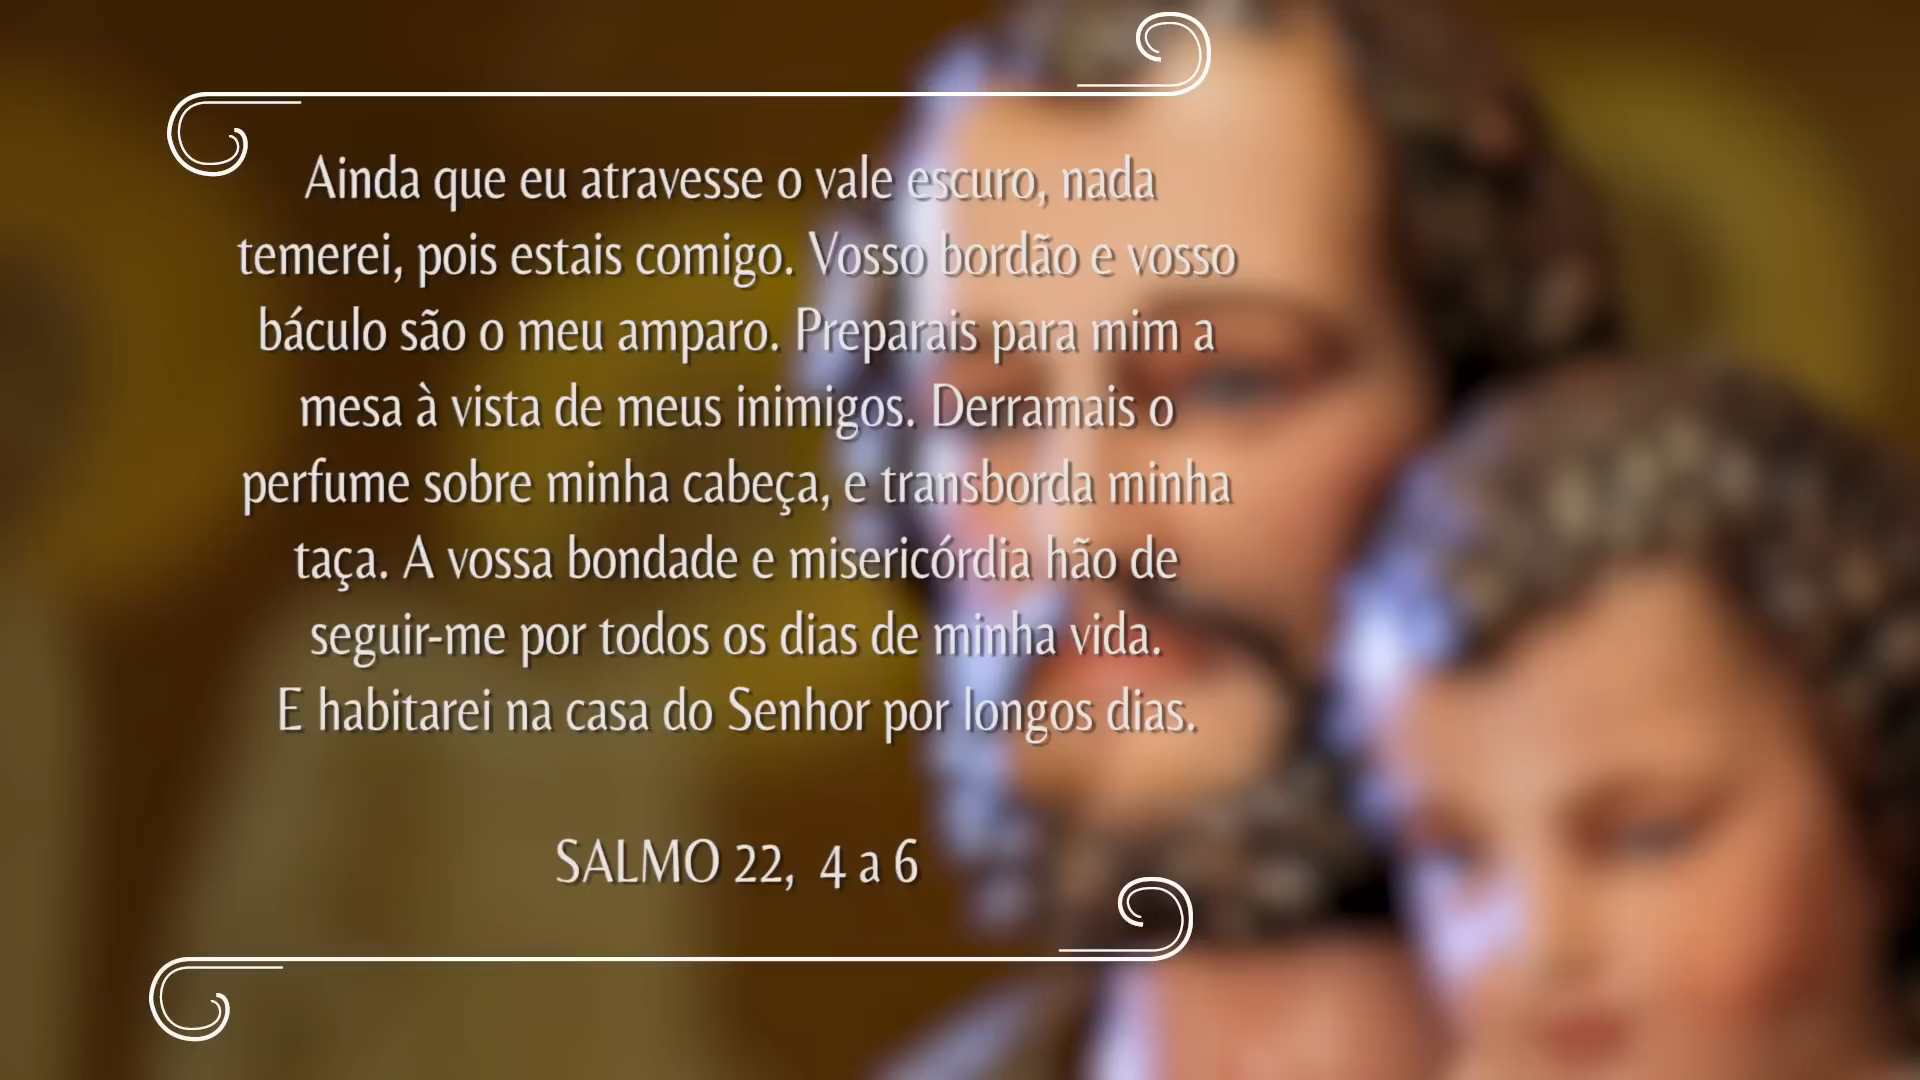 Ainda que eu atravesse o vale escuro, nada
temerei, pois estais comigo. Vosso bordão e vosso
báculo são o meu amparo. Preparais para mim a
mesa à vista de meus inimigos. Derramais o
perfume sobre minha cabeça, e transborda minha
taça. A vossa bondade e misericórdia hão de
seguir-me por todos os dias de minha vida.
E habitarei na casa do Senhor por longos dias.
SALMO 22, 4 a 6